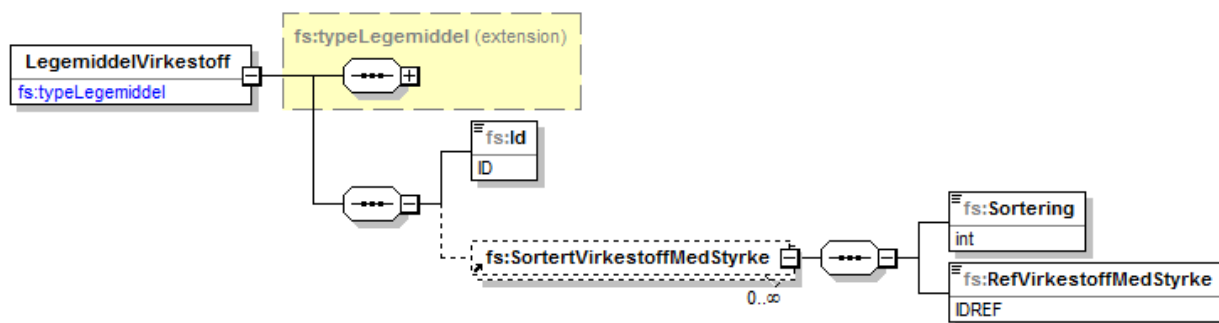 fs:typeLegemiddel (extension)
LegemiddelVirkestoff
fs:typeLegemiddel
fs:Id
ID
fs:SortertVirkestoffMedStyrke
0..∞
fs:Sortering
int
fs:RefVirkestoffMedStyrke
IDREF